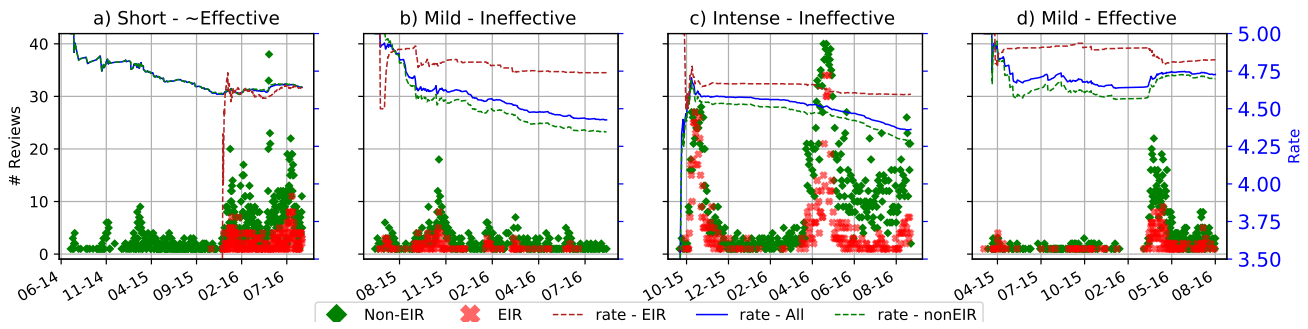 a) Short - ~Effective
b) Mild - Ineffective
c) Intense - Ineffective
d) Mild - Effective
# Reviews
40
30
20
10
0
06-14 11-14 04-15 09-15 02-16 07-16
08-15 11-15 02-16 04-16 07-16
10-15 12-15 02-16 04-16 06-16 08-16
04-15 07-15 10-15 02-16 05-16 08-16
5.00
4.75
4.50
4.25
4.00
3.75
3.50
Rate
Non-EIR EIR rate - EIR rate - All rate - nonEIR